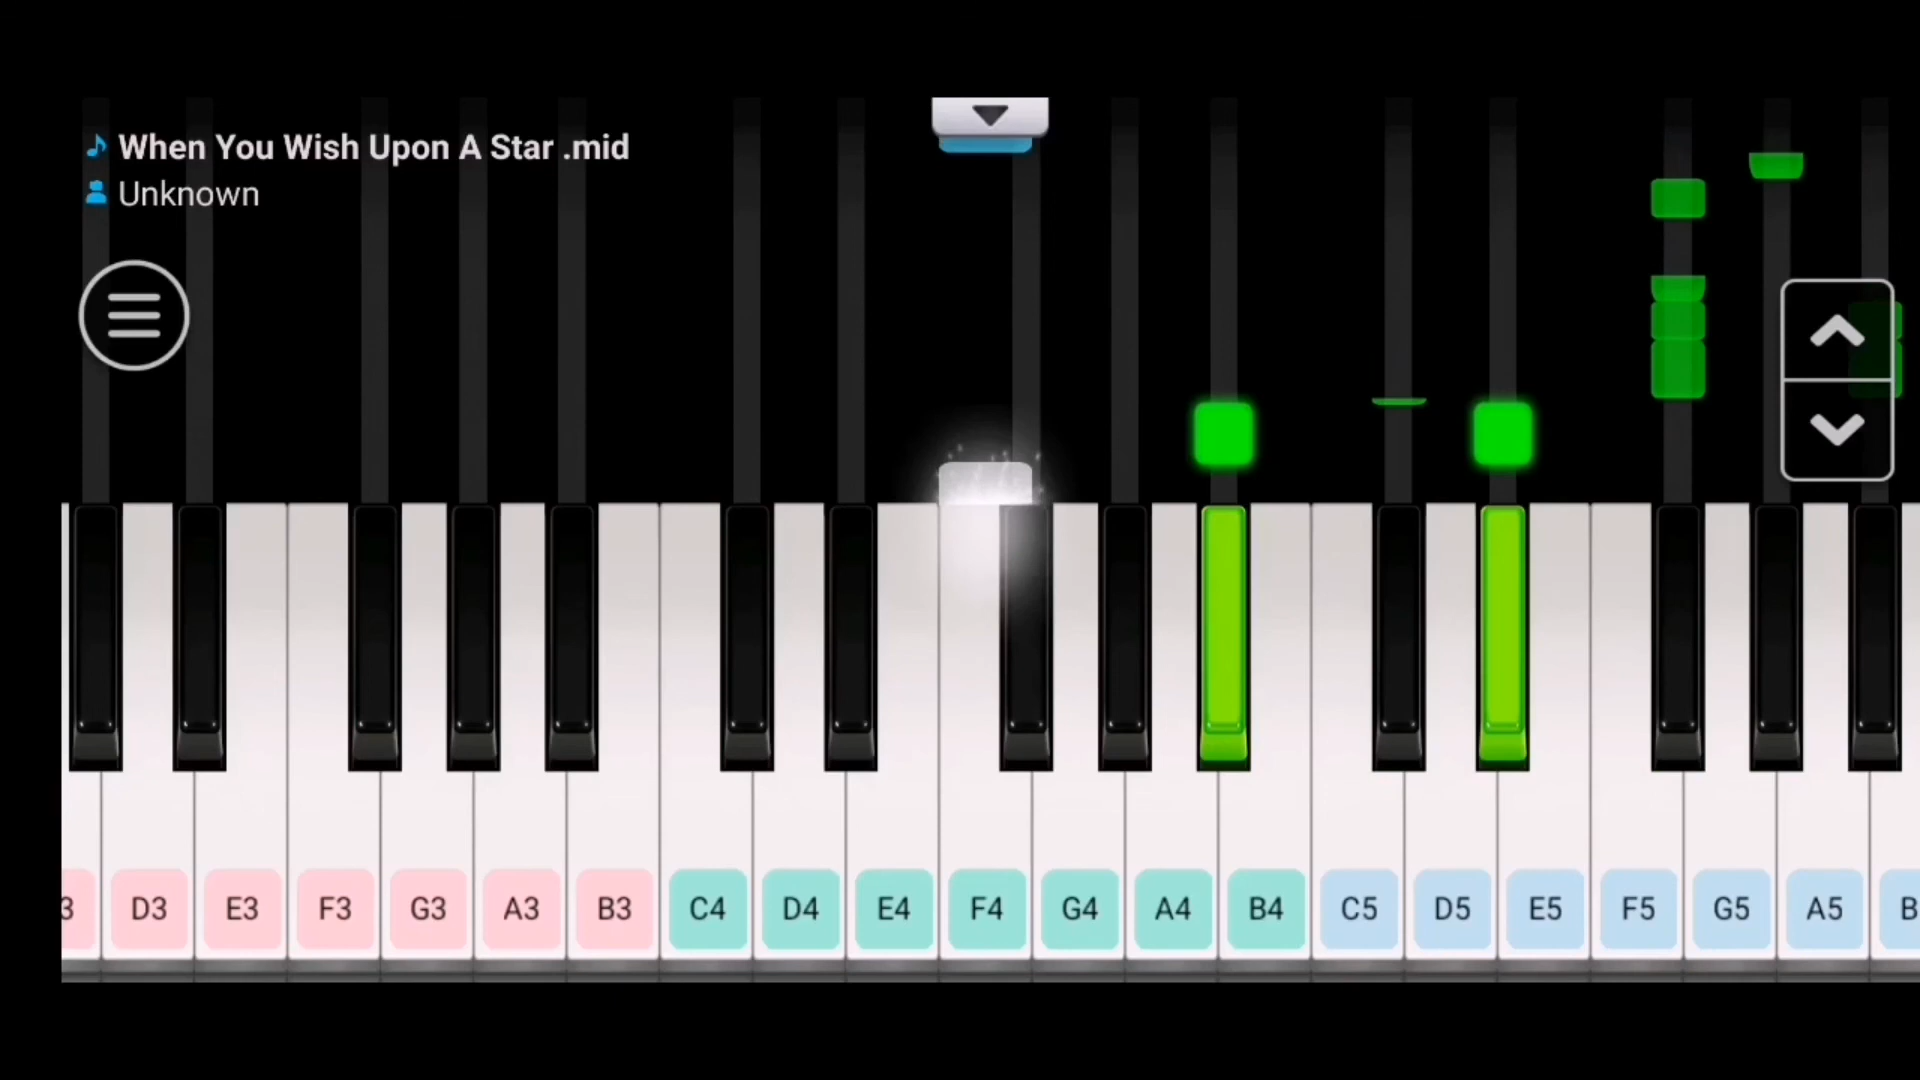 When You Wish Upon A Star .mid
Unknown
3 D3 E3 F3 G3 A3 B3 C4 D4 E4 F4 G4 A4 B4 C5 D5 E5 F5 G5 A5 B